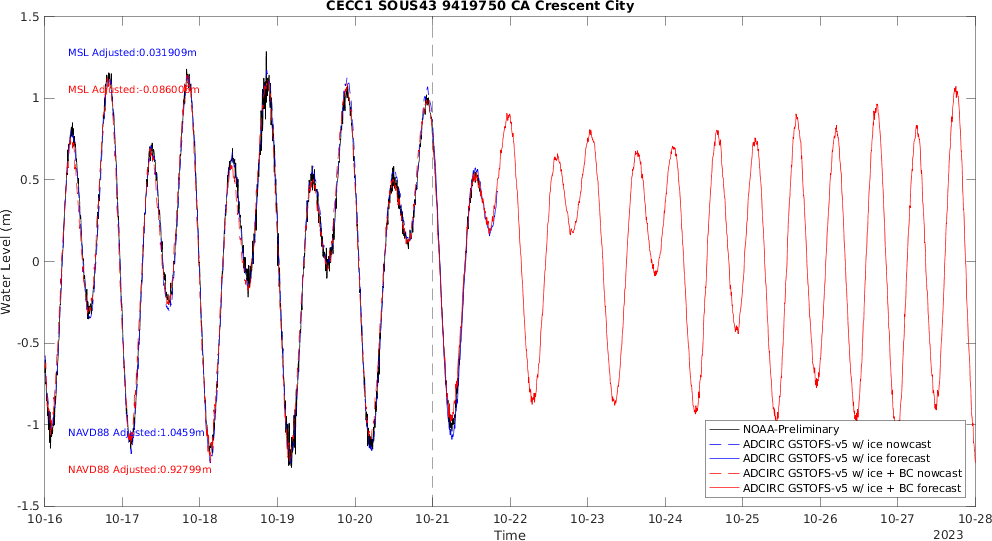 CECC1 SOUS43 9419750 CA Crescent City
1.5
1
0.5
0
-0.5
-1
-1.5
Water Level (m)
MSL Adjusted:0.031909m
MSL Adjusted:-0.086003m
NAVD88 Adjusted:1.0459m
NAVD88 Adjusted:0.92799m
NOAA-Preliminary
ADCIRC GSTOFS-v5 w/ ice nowcast
ADCIRC GSTOFS-v5 w/ ice forecast
ADCIRC GSTOFS-v5 w/ ice + BC nowcast
ADCIRC GSTOFS-v5 w/ ice + BC forecast
10-16 10-17 10-18 10-19 10-20 10-21 10-22 10-23 10-24 10-25 10-26 10-27 10-28
Time
2023